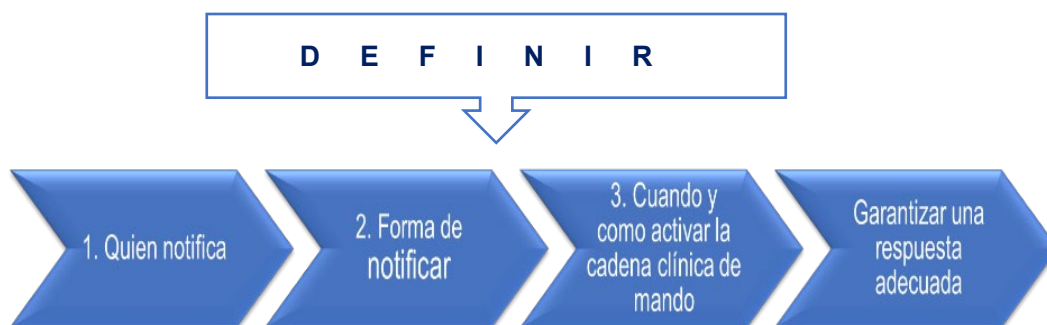 D E F I N I R
1. Quien notifica
2. Forma de
notificar
3. Cuando y
como activar la
cadena clínica de
mando
Garantizar una
respuesta
adecuada